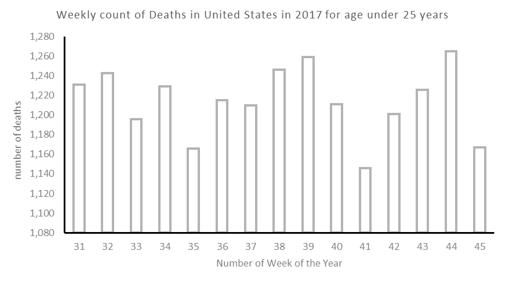 Weekly count of Deaths in United States in 2017 for age under 25 years
number of deaths
1,280
1,260
1,240
1,220
1,200
1,180
1,160
1,140
1,120
1,100
1,080
31 32 33 34 35 36 37 38 39 40 41 42 43 44 45
Number of Week of the Year